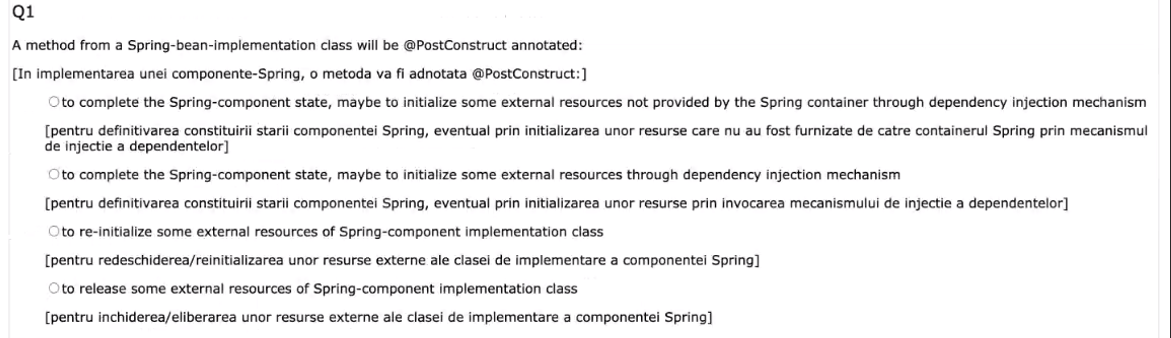 Q1
A method from a Spring-bean-implementation class will be @PostConstruct annotated:
[In implementarea unei componente-Spring, o metoda va fi adnotata @PostConstruct:]
to complete the Spring-component state, maybe to initialize some external resources not provided by the Spring container through dependency injection mechanism
[pentru definitivarea constituirii starii componentei Spring, eventual prin initializarea unor resurse care nu au fost furnizate de catre containerul Spring prin mecanismul
de injectie a dependentelor]
to complete the Spring-component state, maybe to initialize some external resources through dependency injection mechanism
[pentru definitivarea constituirii starii componentei Spring, eventual prin initializarea unor resurse prin invocarea mecanismului de injectie a dependentelor]
to re-initialize some external resources of Spring-component implementation class
[pentru redeschiderea/reinitializarea unor resurse externe ale clasei de implementare a componentei Spring]
to release some external resources of Spring-component implementation class
[pentru inchiderea/eliberarea unor resurse externe ale clasei de implementare a componentei Spring]